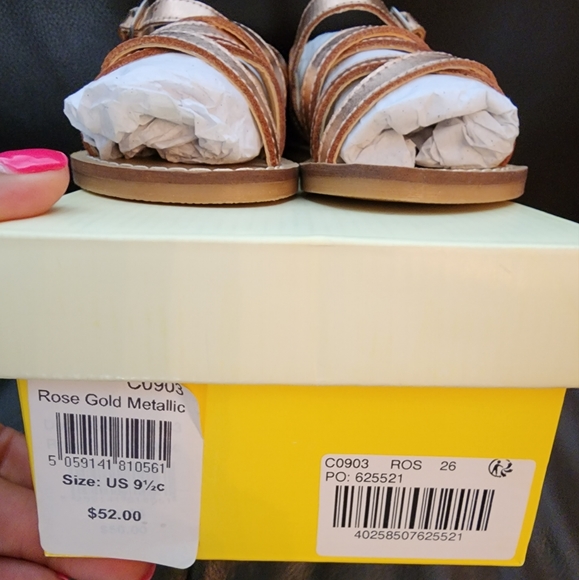 C0903
Rose Gold Metallic
5 059141 810561
Size: US 9½c
$52.00
C0903 ROS 26
PO: 625521
40258507625521